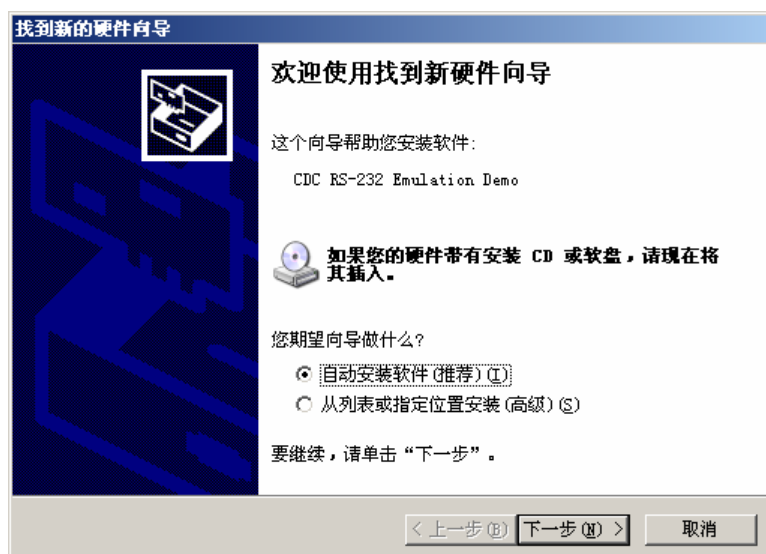 找到新的硬件向导
欢迎使用找到新硬件向导
这个向导帮助您安装软件:
CDC RS-232 Emulation Demo
如果您的硬件带有安装 CD 或软盘，请现在将
其插入。
您期望向导做什么?
自动安装软件(推荐)(I)
从列表或指定位置安装(高级)(S)
要继续，请单击“下一步”。
< 上一步(B) 下一步(N) > 取消